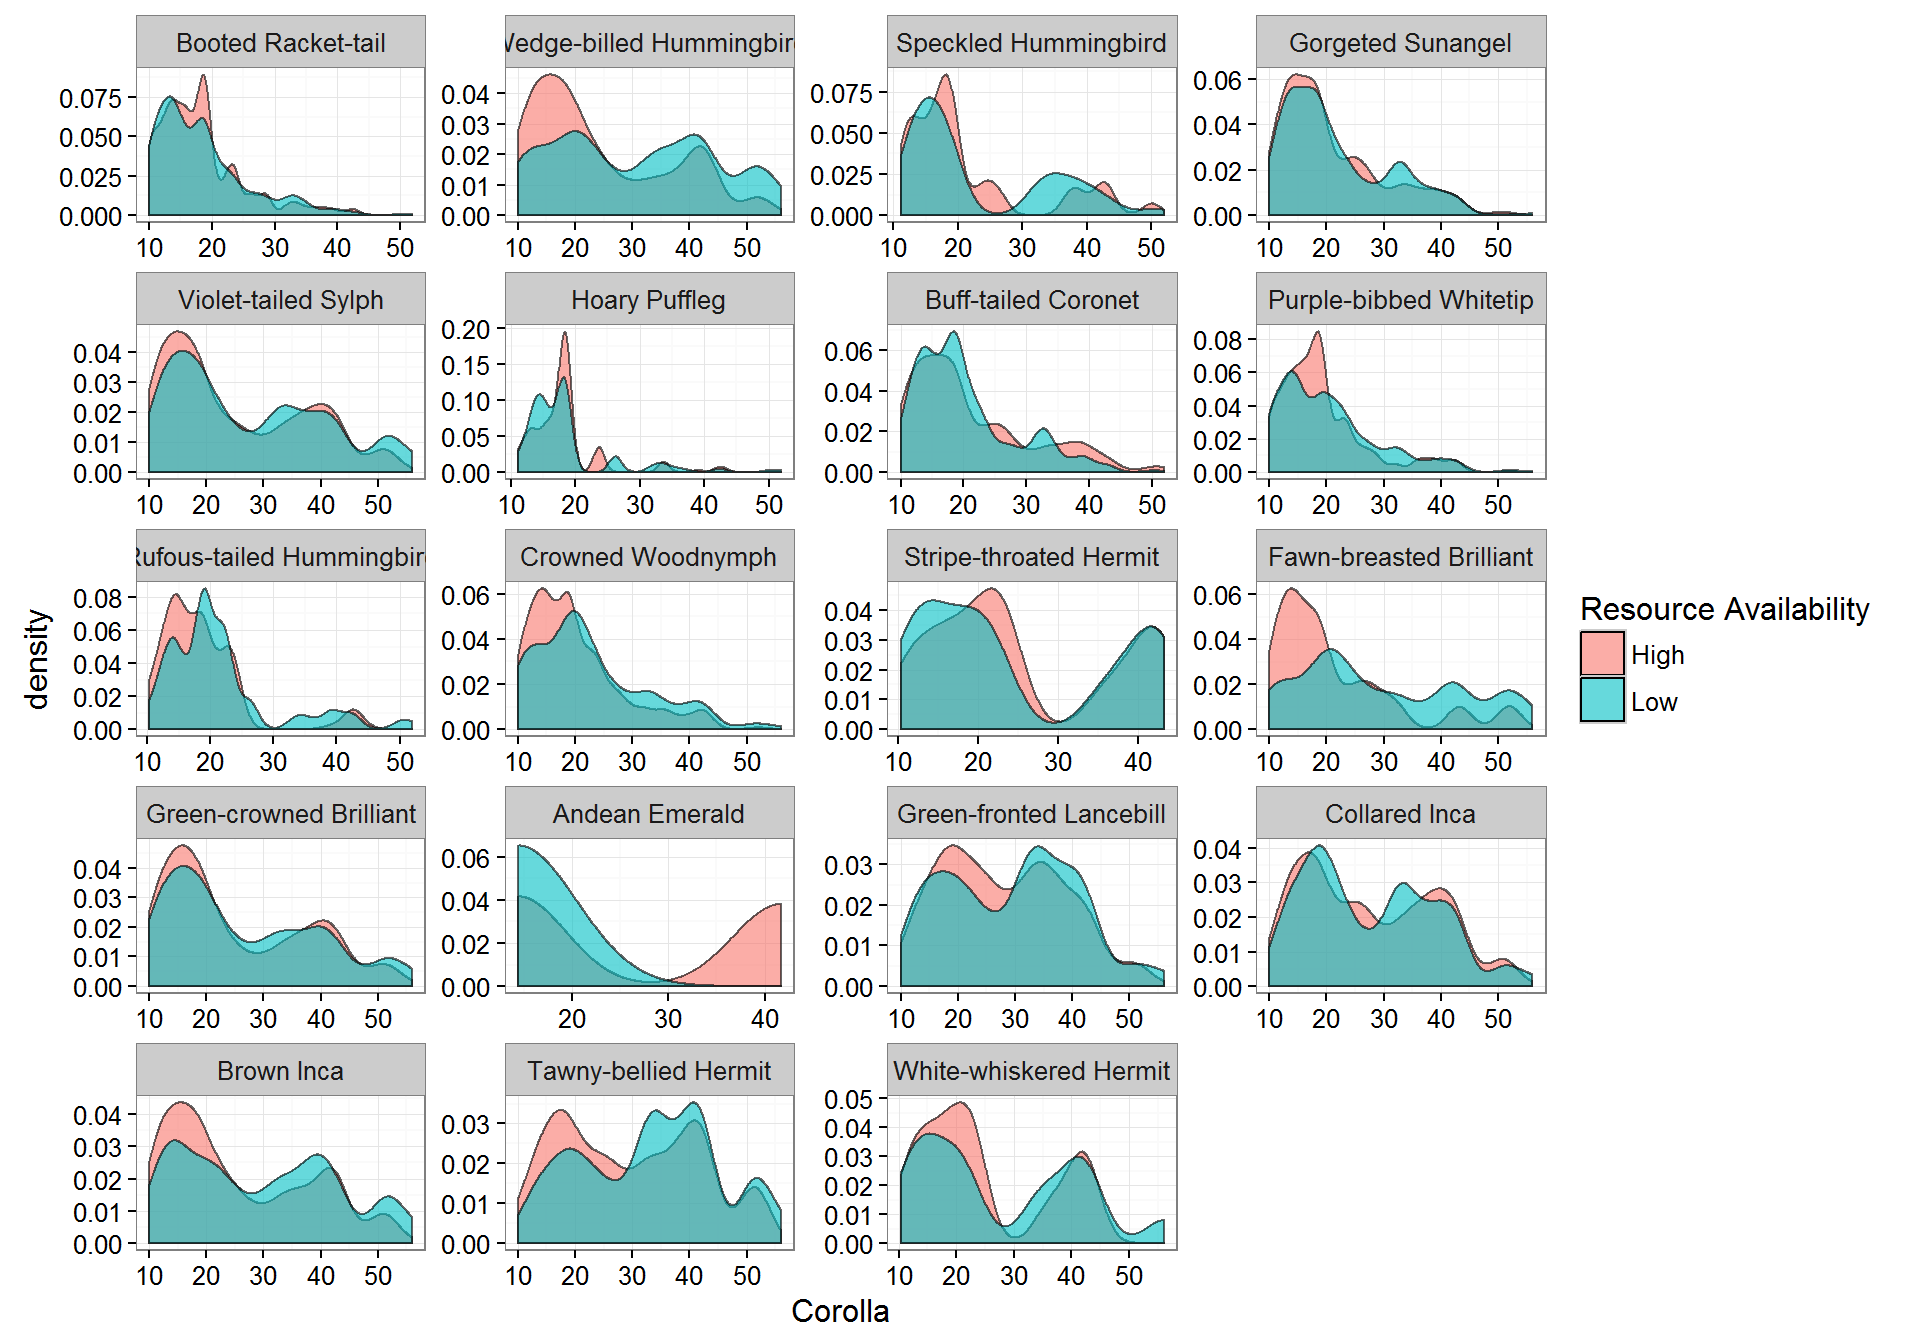 Booted Racket-tail
Wedge-billed Hummingbird
Speckled Hummingbird
Gorgeted Sunangel
0.075
0.050
0.025
0.000
10 20 30 40 50
0.04
0.03
0.02
0.01
0.00
10 20 30 40 50
0.075
0.050
0.025
0.000
10 20 30 40 50
0.06
0.04
0.02
0.00
10 20 30 40 50
Violet-tailed Sylph
Hoary Puffleg
Buff-tailed Coronet
Purple-bibbed Whitetip
0.04
0.03
0.02
0.01
0.00
10 20 30 40 50
0.20
0.15
0.10
0.05
0.00
10 20 30 40 50
0.06
0.04
0.02
0.00
10 20 30 40 50
0.08
0.06
0.04
0.02
0.00
10 20 30 40 50
Rufous-tailed Hummingbird
Crowned Woodnymph
Stripe-throated Hermit
Fawn-breasted Brilliant
0.08
0.06
0.04
0.02
0.00
10 20 30 40 50
0.06
0.04
0.02
0.00
10 20 30 40 50
0.04
0.03
0.02
0.01
0.00
10 20 30 40
0.06
0.04
0.02
0.00
10 20 30 40 50
Green-crowned Brilliant
Andean Emerald
Green-fronted Lancebill
Collared Inca
0.04
0.03
0.02
0.01
0.00
10 20 30 40 50
0.06
0.04
0.02
0.00
20 30 40
0.03
0.02
0.01
0.00
10 20 30 40 50
0.04
0.03
0.02
0.01
0.00
10 20 30 40 50
Brown Inca
Tawny-bellied Hermit
White-whiskered Hermit
0.04
0.03
0.02
0.01
0.00
10 20 30 40 50
0.03
0.02
0.01
0.00
10 20 30 40 50
0.05
0.04
0.03
0.02
0.01
0.00
10 20 30 40 50
density
Corolla
Resource Availability
High
Low